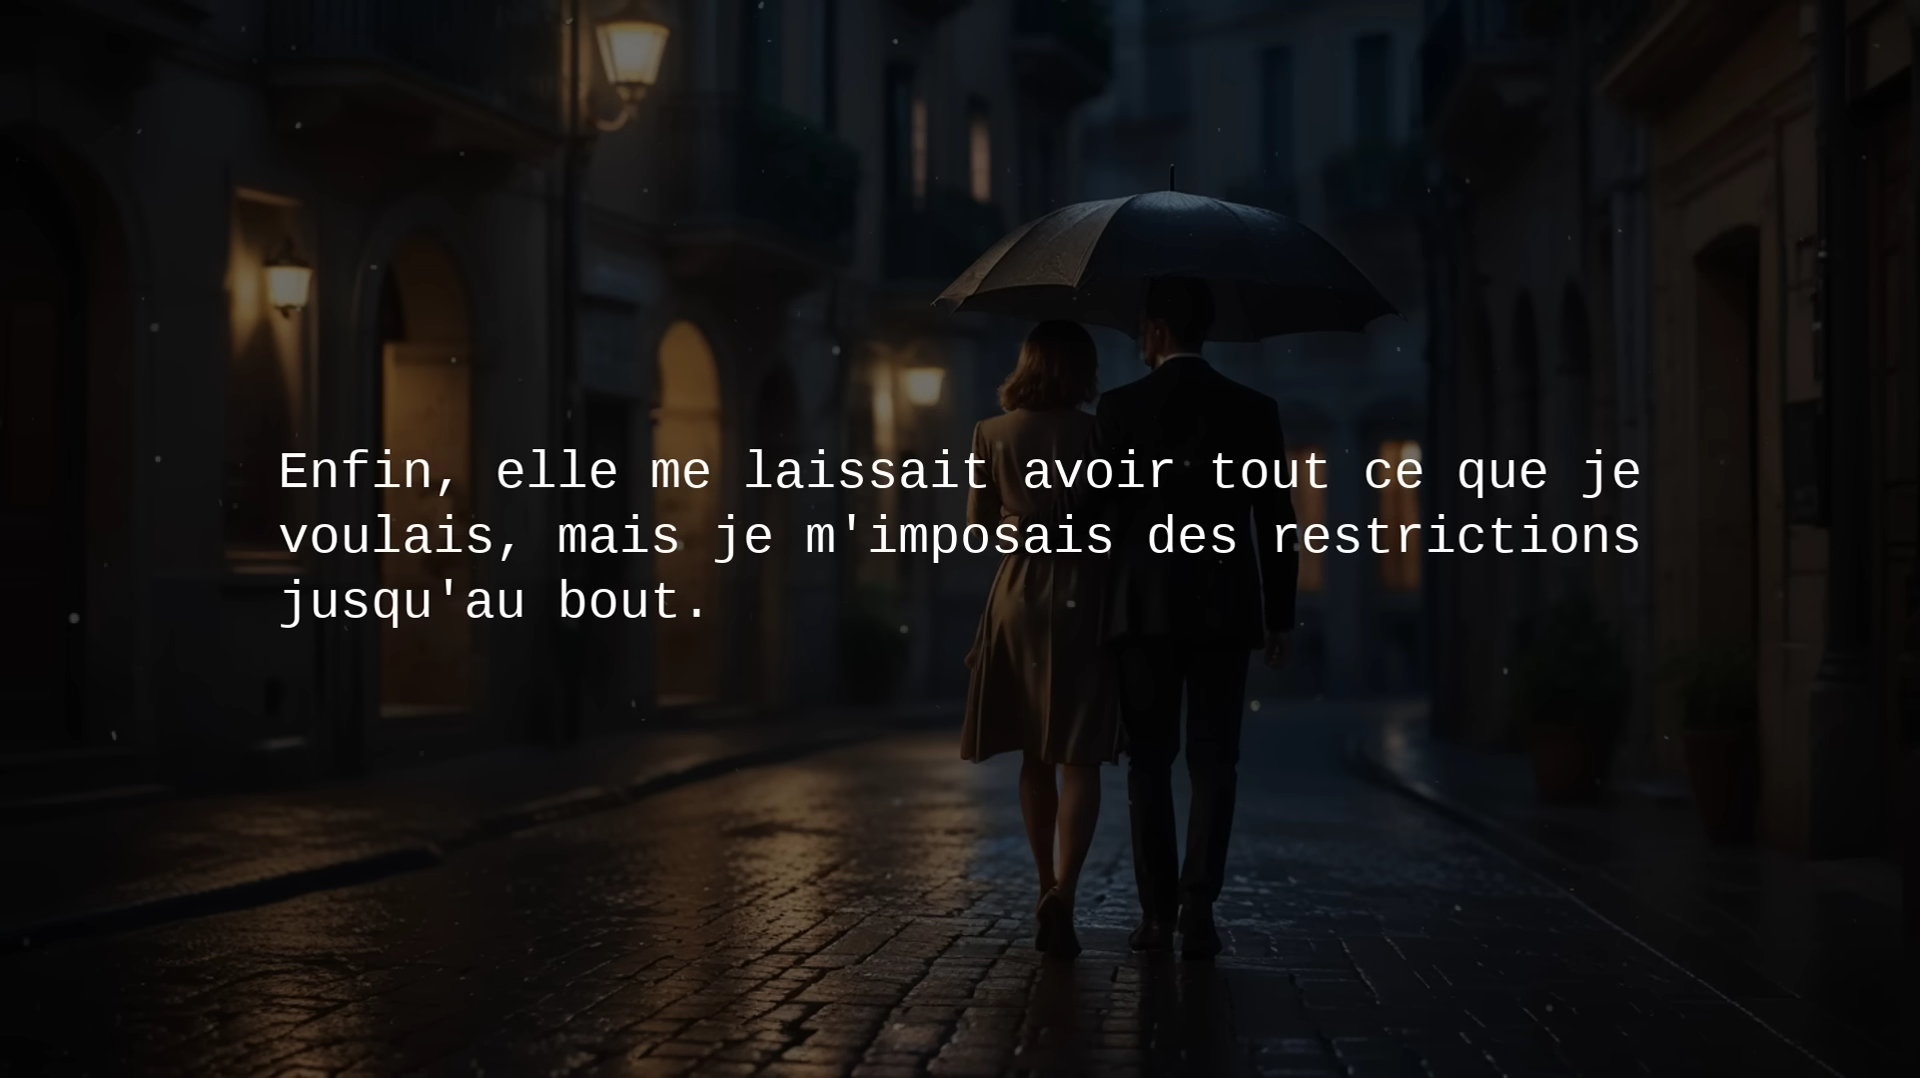 Enfin, elle me laissait avoir tout ce que je
voulais, mais je m'imposais des restrictions
jusqu'au bout.